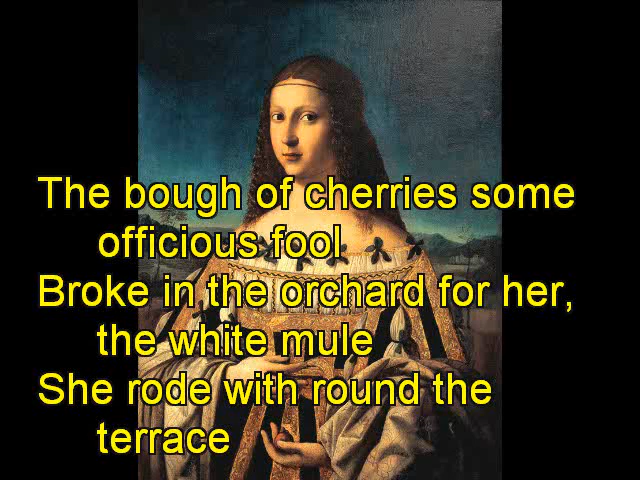 The bough of cherries some
officious fool
Broke in the orchard for her,
the white mule
She rode with round the
terrace